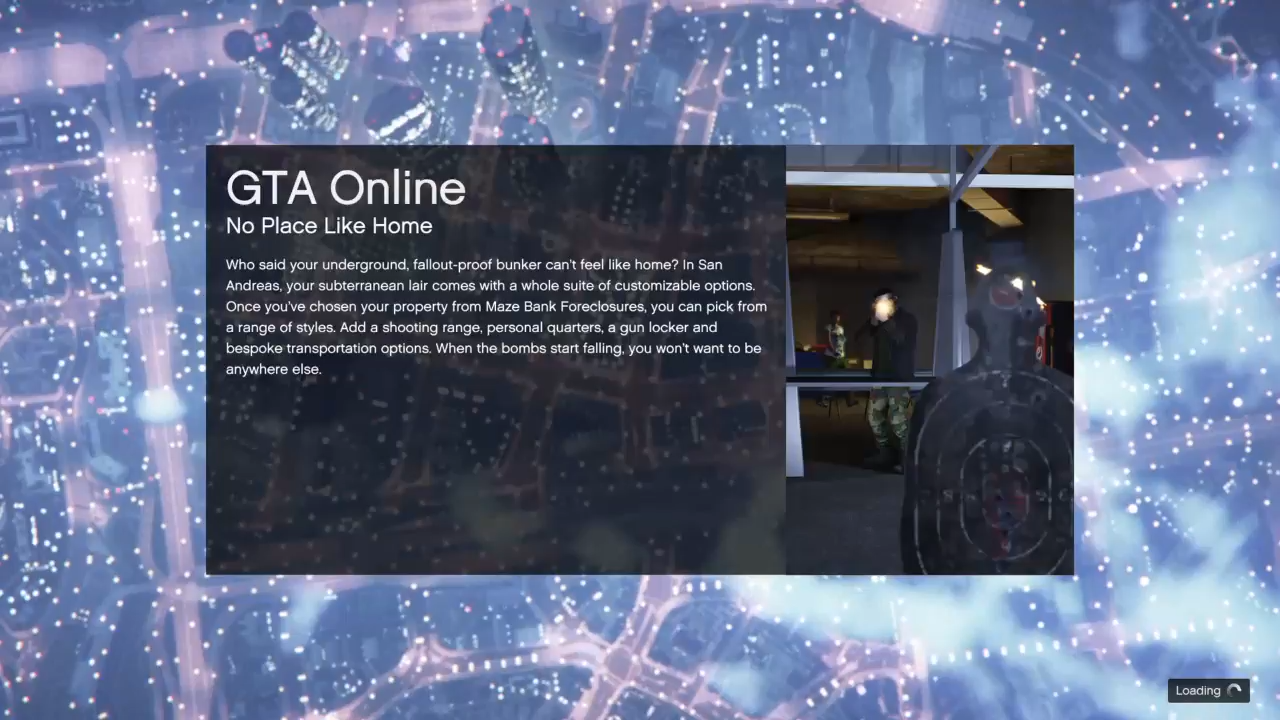 GTA Online
No Place Like Home
Who said your underground, fallout-proof bunker can't feel like home? In San
Andreas, your subterranean lair comes with a whole suite of customizable options.
Once you've chosen your property from Maze Bank Foreclosures, you can pick from
a range of styles. Add a shooting range, personal quarters, a gun locker and
bespoke transportation options. When the bombs start falling, you won't want to be
anywhere else.
Loading